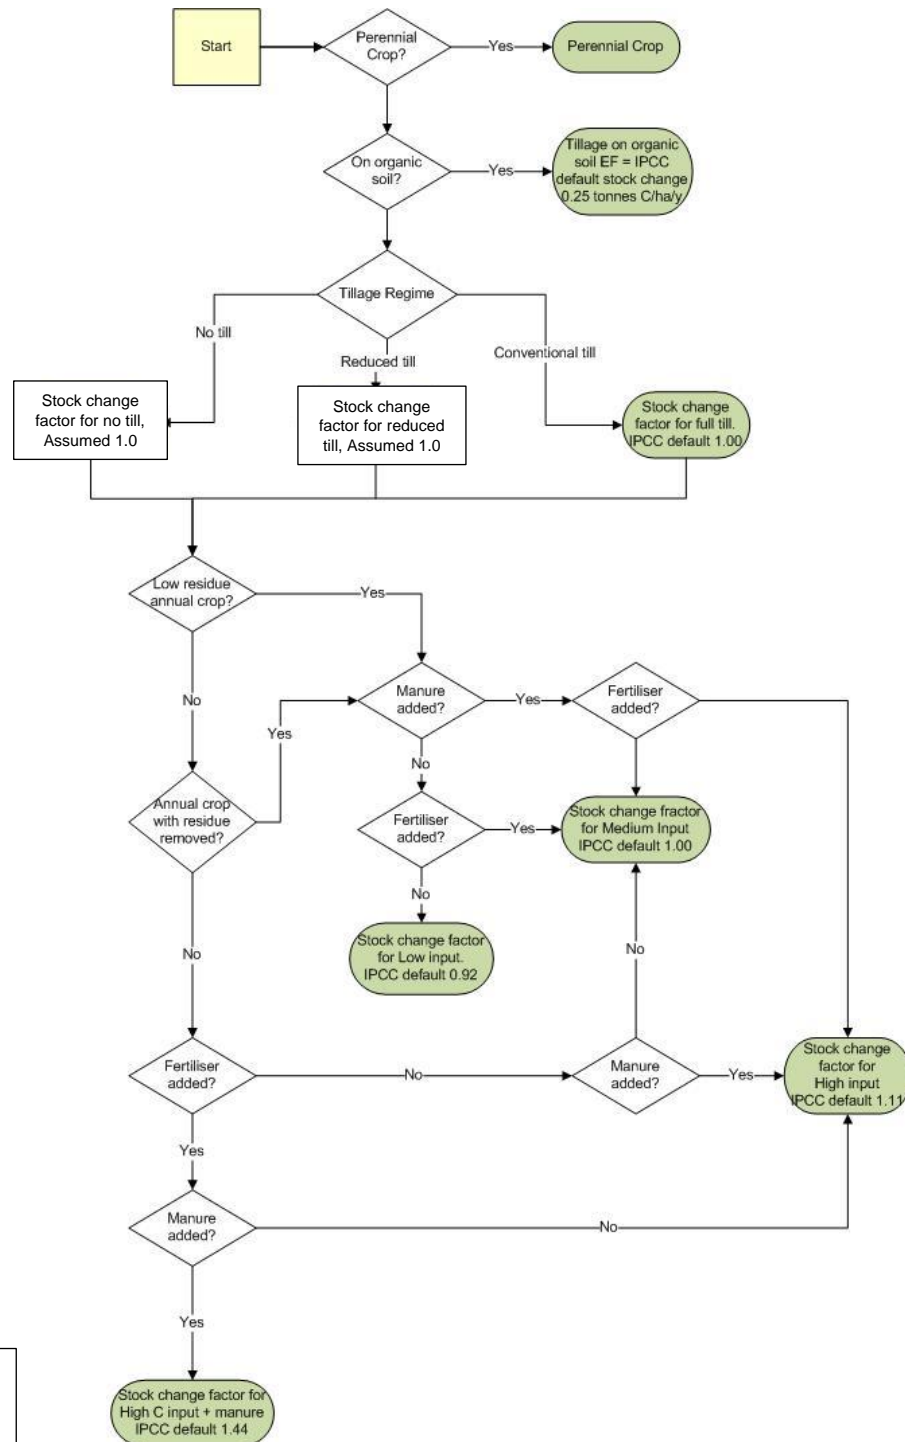 Start
Perennial
Crop?
Yes
Perennial Crop
On organic
soil?
Yes
Tillage on organic
soil EF = IPCC
default stock change
0.25 tonnes C/ha/y
Tillage Regime
No till
Reduced till
Conventional till
Stock change
factor for no till,
Assumed 1.0
Stock change
factor for reduced
till, Assumed 1.0
Stock change
factor for full till.
IPCC default 1.00
Low residue
annual crop?
Yes
No
Manure
added?
Yes
Fertiliser
added?
Yes
No
Annual crop
with residue
removed?
Fertiliser
added?
Yes
Stock change fractor
for Medium Input
IPCC default 1.00
No
Stock change factor
for Low input.
IPCC default 0.92
No
No
Fertiliser
added?
No
Manure
added?
Yes
Stock change
factor for
High input
IPCC default 1.11
Yes
Manure
added?
No
Yes
Stock change factor for
High C input + manure
IPCC default 1.44